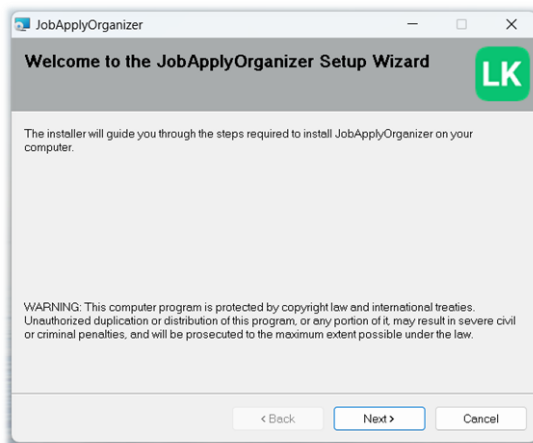 JobApplyOrganizer
Welcome to the JobApplyOrganizer Setup Wizard
LK
The installer will guide you through the steps required to install JobApplyOrganizer on your
computer.
WARNING: This computer program is protected by copyright law and international treaties.
Unauthorized duplication or distribution of this program, or any portion of it, may result in severe civil
or criminal penalties, and will be prosecuted to the maximum extent possible under the law.
< Back Next > Cancel